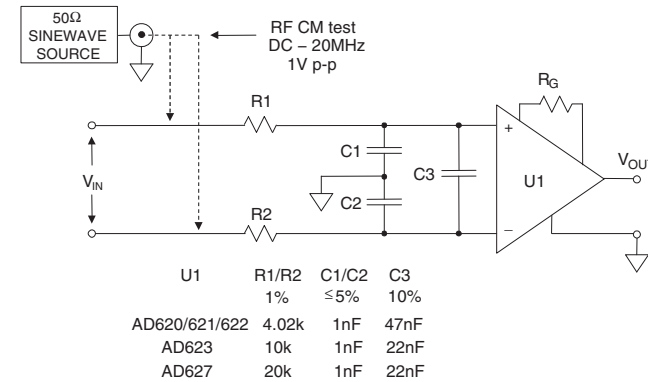 50Ω
SINEWAVE
SOURCE
RF CM test
DC – 20MHz
1V p-p
RG
R1
+
C1
VOUT
VIN
C3
U1
C2
R2
–
U1 R1/R2 C1/C2 C3
1% ≤5% 10%
AD620/621/622 4.02k 1nF 47nF
AD623 10k 1nF 22nF
AD627 20k 1nF 22nF